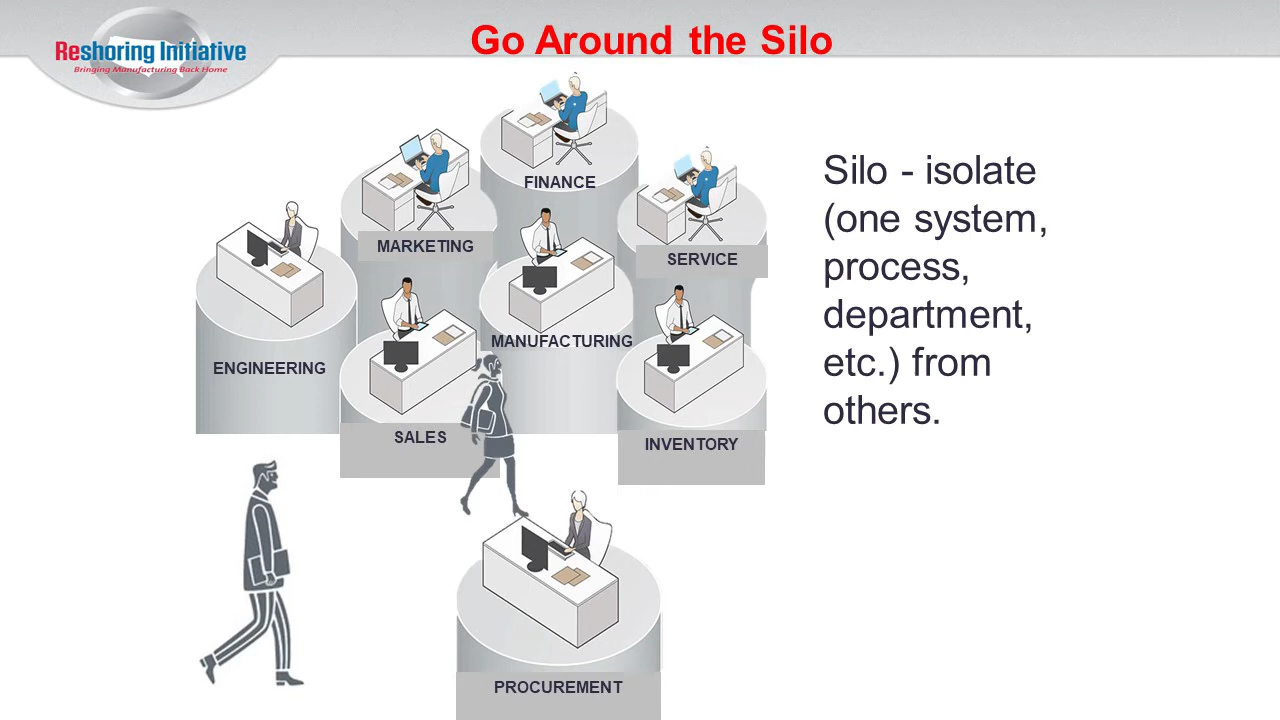 Go Around the Silo
Reshoring Initiative
Bringing Manufacturing Back Home
FINANCE
MARKETING
SERVICE
ENGINEERING
MANUFACTURING
SALES
INVENTORY
PROCUREMENT
Silo - isolate
(one system,
process,
department,
etc.) from
others.